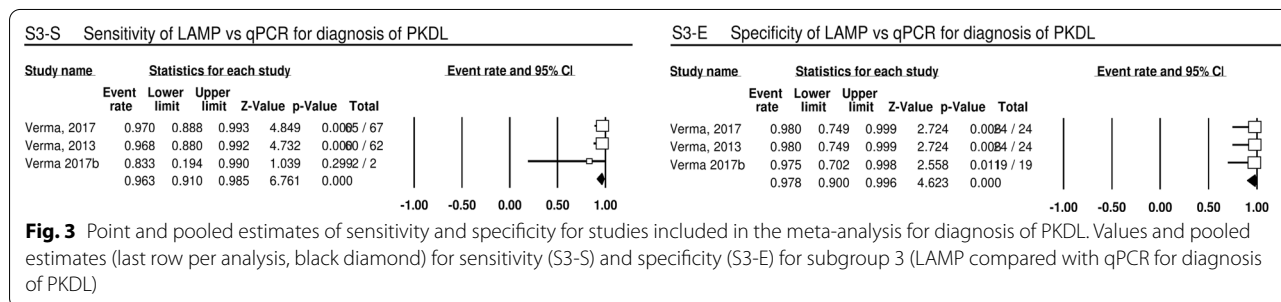 S3-S Sensitivity of LAMP vs qPCR for diagnosis of PKDL
Study name Statistics for each study Event rate and 95% CI
Event rate Lower limit Upper limit Z-Value p-Value Total
Verma, 2017 0.970 0.888 0.993 4.849 0.000 65 / 67
Verma, 2013 0.968 0.880 0.992 4.732 0.000 60 / 62
Verma 2017b 0.833 0.194 0.990 1.039 0.299 2 / 2
0.963 0.910 0.985 6.761 0.000
-1.00 -0.50 0.00 0.50 1.00
S3-E Specificity of LAMP vs qPCR for diagnosis of PKDL
Study name Statistics for each study Event rate and 95% CI
Event rate Lower limit Upper limit Z-Value p-Value Total
Verma, 2017 0.980 0.749 0.999 2.724 0.006 24 / 24
Verma, 2013 0.980 0.749 0.999 2.724 0.006 24 / 24
Verma 2017b 0.975 0.702 0.998 2.558 0.011 19 / 19
0.978 0.900 0.996 4.623 0.000
-1.00 -0.50 0.00 0.50 1.00
Fig. 3 Point and pooled estimates of sensitivity and specificity for studies included in the meta-analysis for diagnosis of PKDL. Values and pooled
estimates (last row per analysis, black diamond) for sensitivity (S3-S) and specificity (S3-E) for subgroup 3 (LAMP compared with qPCR for diagnosis
of PKDL)